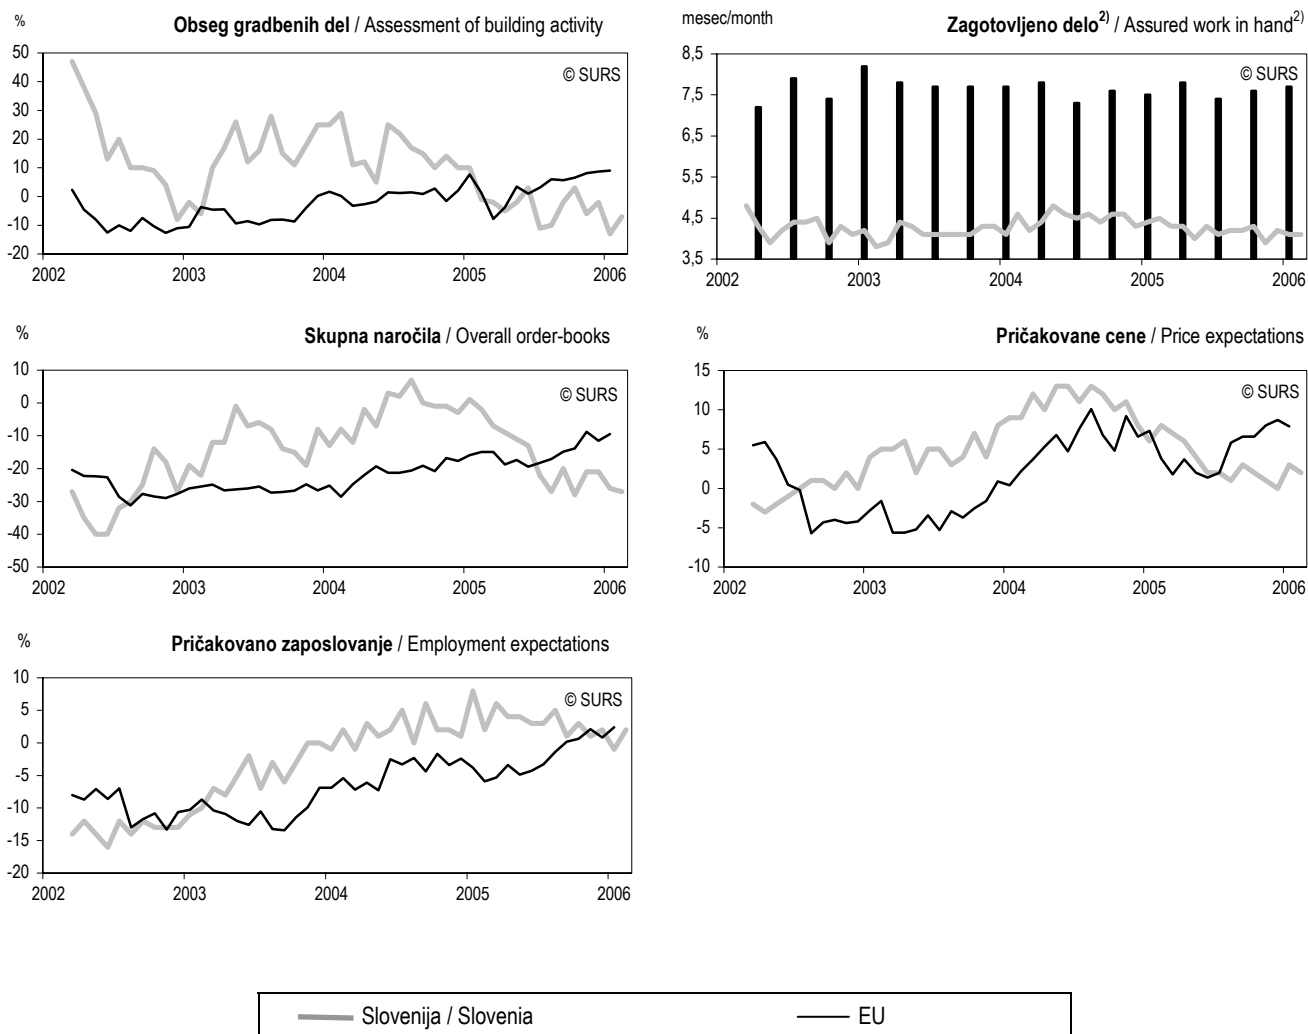 %
Obseg gradbenih del / Assessment of building activity
50
40
30
20
10
0
-10
-20
© SURS
2002 2003 2004 2005 2006
mesec/month
Zagotovljeno delo2) / Assured work in hand2)
8,5
7,5
6,5
5,5
4,5
3,5
© SURS
2002 2003 2004 2005 2006
%
Skupna naročila / Overall order-books
10
0
-10
-20
-30
-40
-50
© SURS
2002 2003 2004 2005 2006
%
Pričakovane cene / Price expectations
15
10
5
0
-5
-10
© SURS
2002 2003 2004 2005 2006
%
Pričakovano zaposlovanje / Employment expectations
10
5
0
-5
-10
-15
-20
© SURS
2002 2003 2004 2005 2006
Slovenija / Slovenia EU